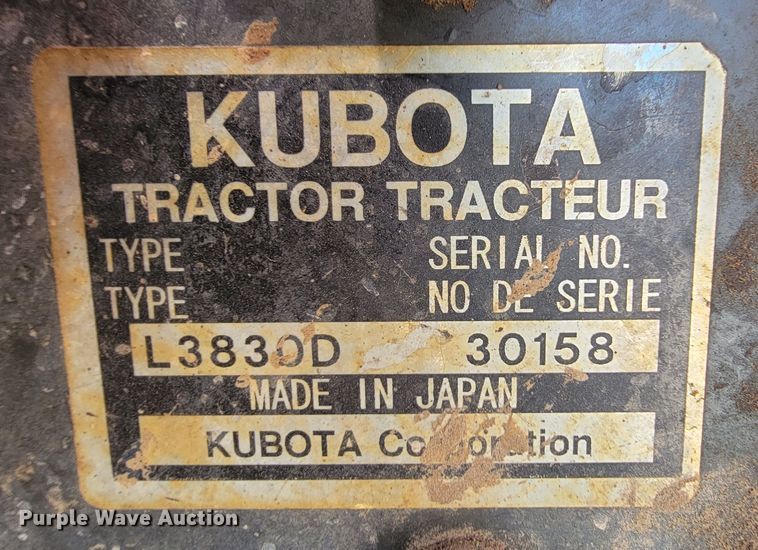 KUBOTA
TRACTOR TRACTEUR
TYPE SERIAL NO.
TYPE NO DE SERIE
L3830D 30158
MADE IN JAPAN
KUBOTA Corporation
Purple Wave Auction